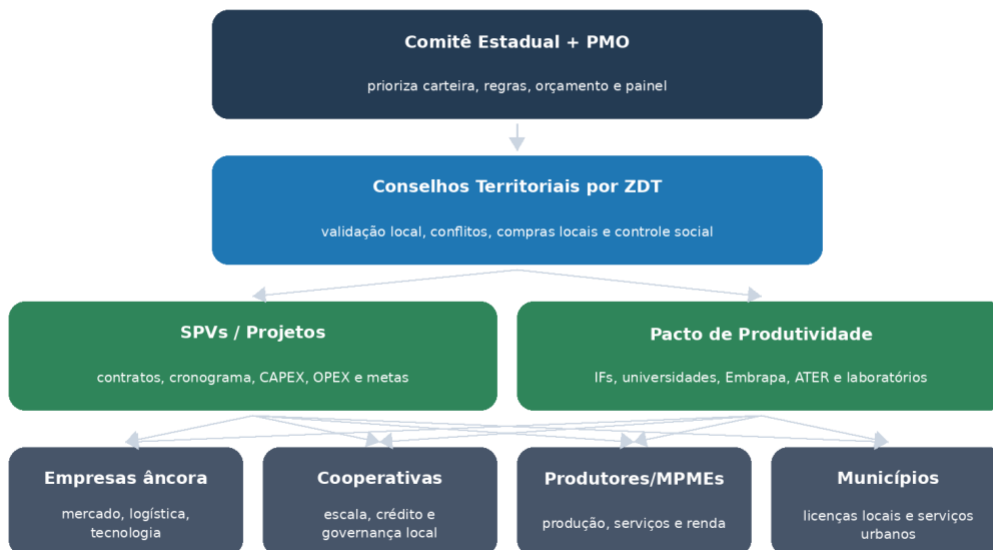 Comitê Estadual + PMO
prioriza carteira, regras, orçamento e painel
Conselhos Territoriais por ZDT
validação local, conflitos, compras locais e controle social
SPVs / Projetos
contratos, cronograma, CAPEX, OPEX e metas
Pacto de Produtividade
IFs, universidades, Embrapa, ATER e laboratórios
Empresas âncora
mercado, logística,
tecnologia
Cooperativas
escala, crédito e
governança local
Produtores/MPMEs
produção, serviços e renda
Municípios
licenças locais e serviços
urbanos